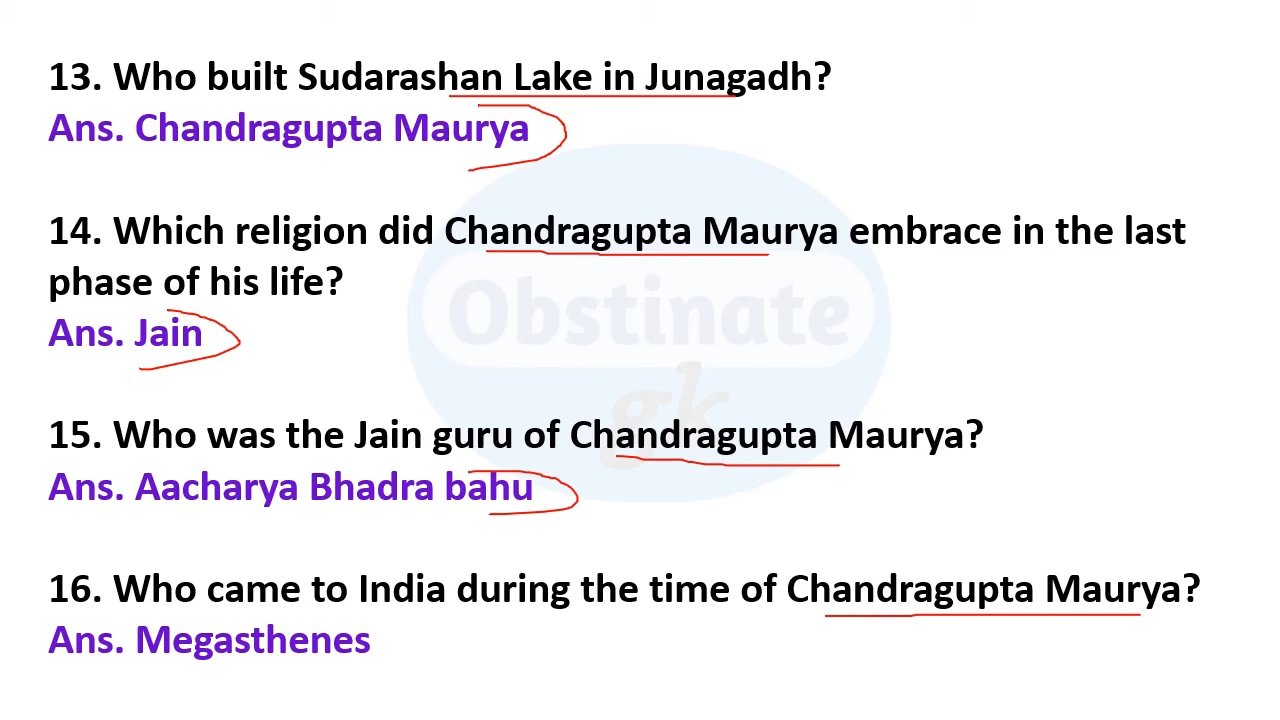 13. Who built Sudarashan Lake in Junagadh?
Ans. Chandragupta Maurya
14. Which religion did Chandragupta Maurya embrace in the last
phase of his life?
Ans. Jain
Obstinate
gk
15. Who was the Jain guru of Chandragupta Maurya?
Ans. Aacharya Bhadra bahu
16. Who came to India during the time of Chandragupta Maurya?
Ans. Megasthenes